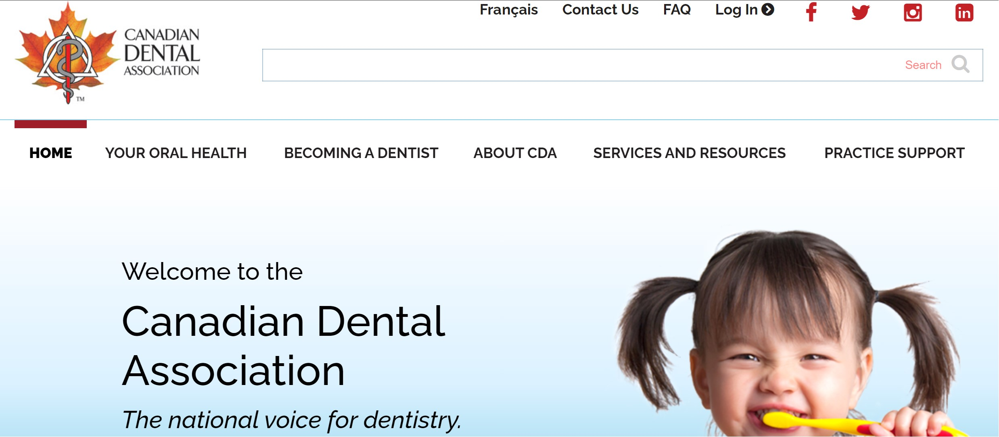 Français Contact Us FAQ Log In
CANADIAN
DENTAL
ASSOCIATION
TM
Search
HOME YOUR ORAL HEALTH BECOMING A DENTIST ABOUT CDA SERVICES AND RESOURCES PRACTICE SUPPORT
Welcome to the
Canadian Dental
Association
The national voice for dentistry.